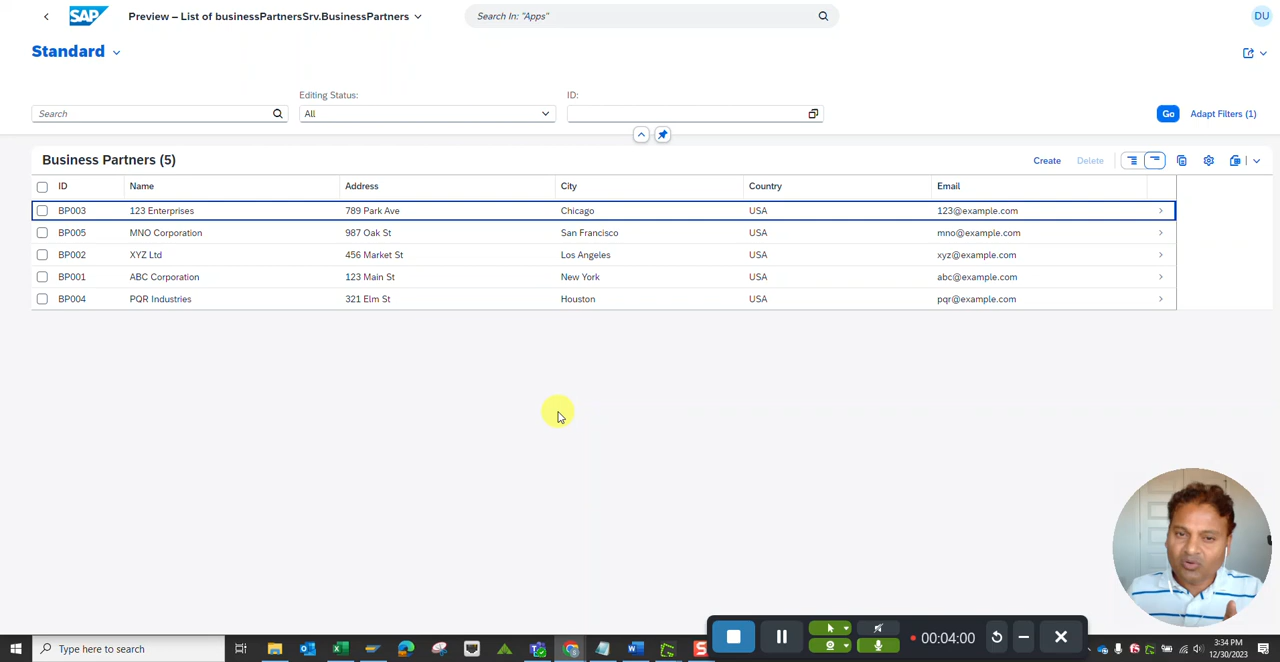 SAP Preview – List of businessPartnersSrv.BusinessPartners Search In: "Apps" DU
Standard
Editing Status: ID:
Search All Go Adapt Filters (1)
Business Partners (5) Create Delete
ID Name Address City Country Email
BP003 123 Enterprises 789 Park Ave Chicago USA 123@example.com
BP005 MNO Corporation 987 Oak St San Francisco USA mno@example.com
BP002 XYZ Ltd 456 Market St Los Angeles USA xyz@example.com
BP001 ABC Corporation 123 Main St New York USA abc@example.com
BP004 PQR Industries 321 Elm St Houston USA pqr@example.com
00:04:00
Type here to search
3:34 PM
12/30/2023